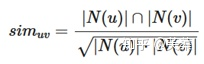 sim_{uv} = \frac{|N(u) \cap N(v)|}{\sqrt{|N(u)| \cdot |N(v)|}}